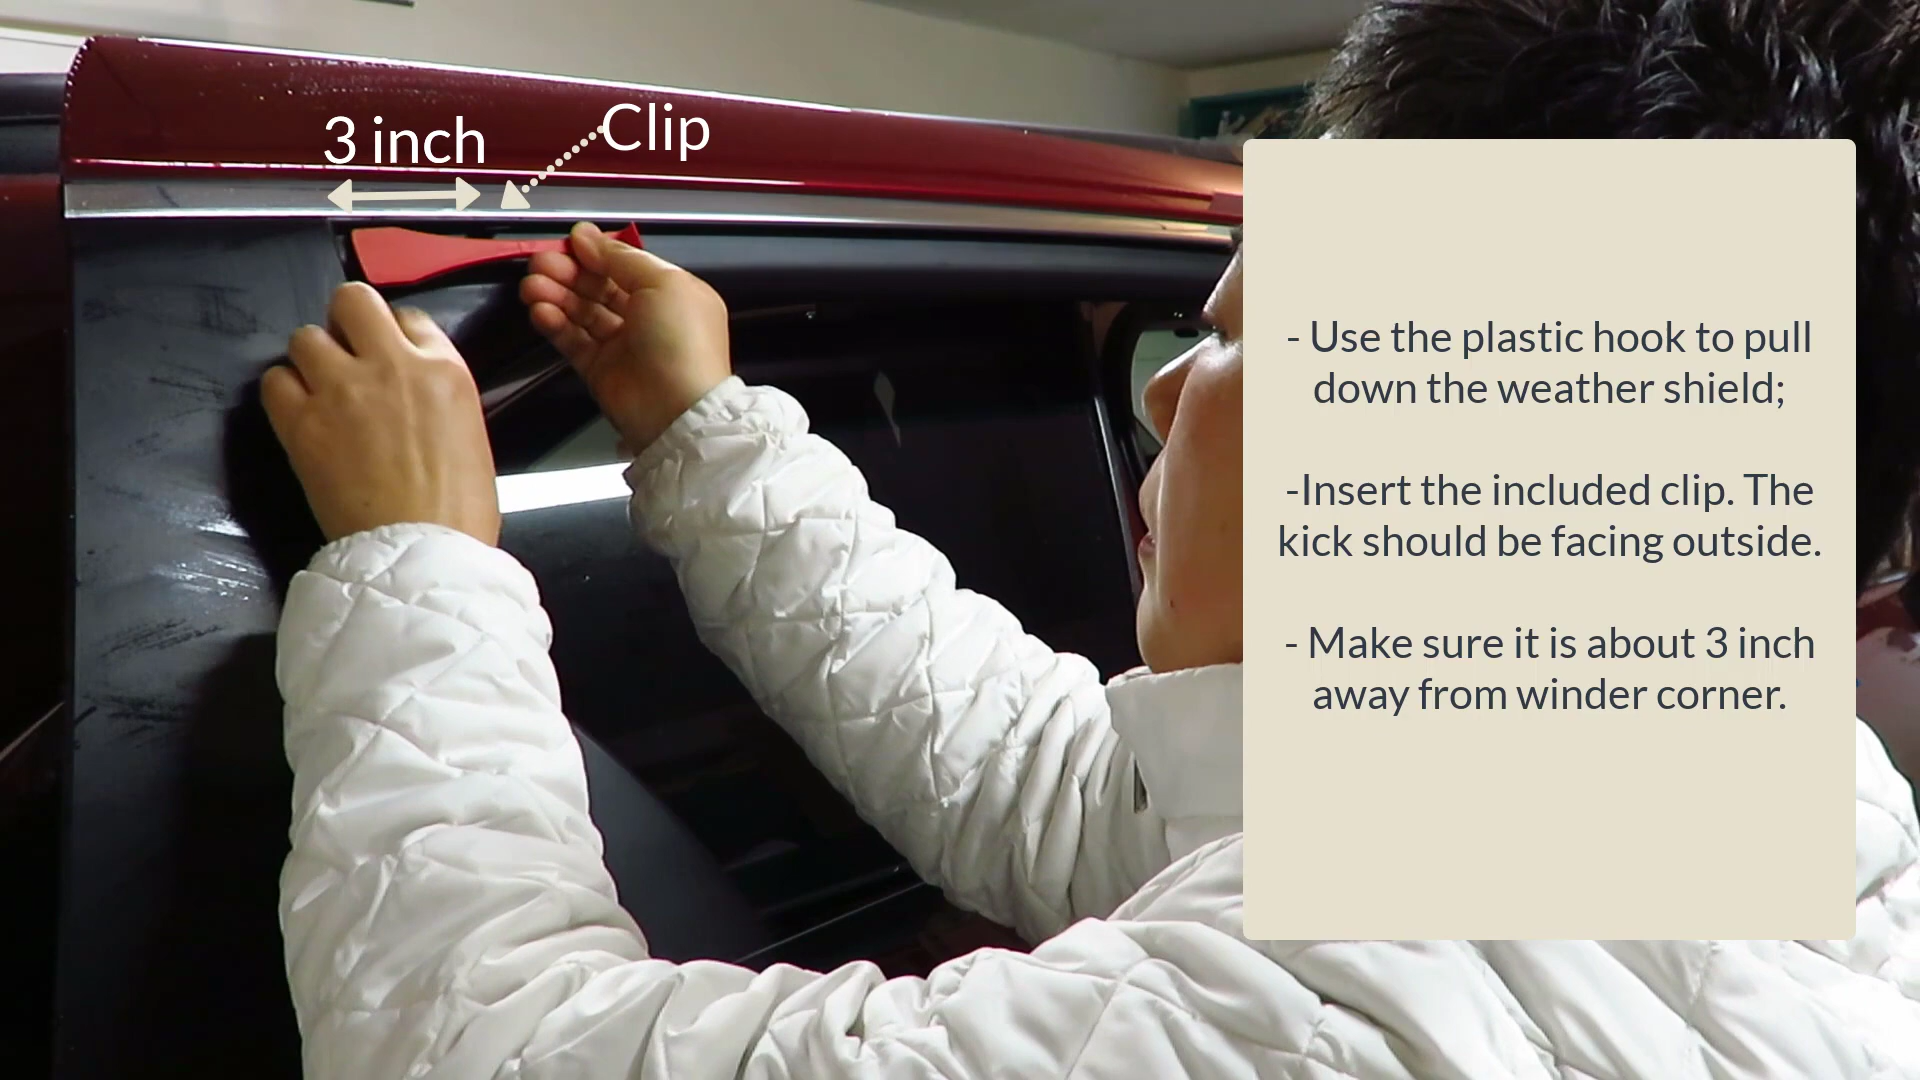 3 inch
Clip
- Use the plastic hook to pull
down the weather shield;
-Insert the included clip. The
kick should be facing outside.
- Make sure it is about 3 inch
away from winder corner.